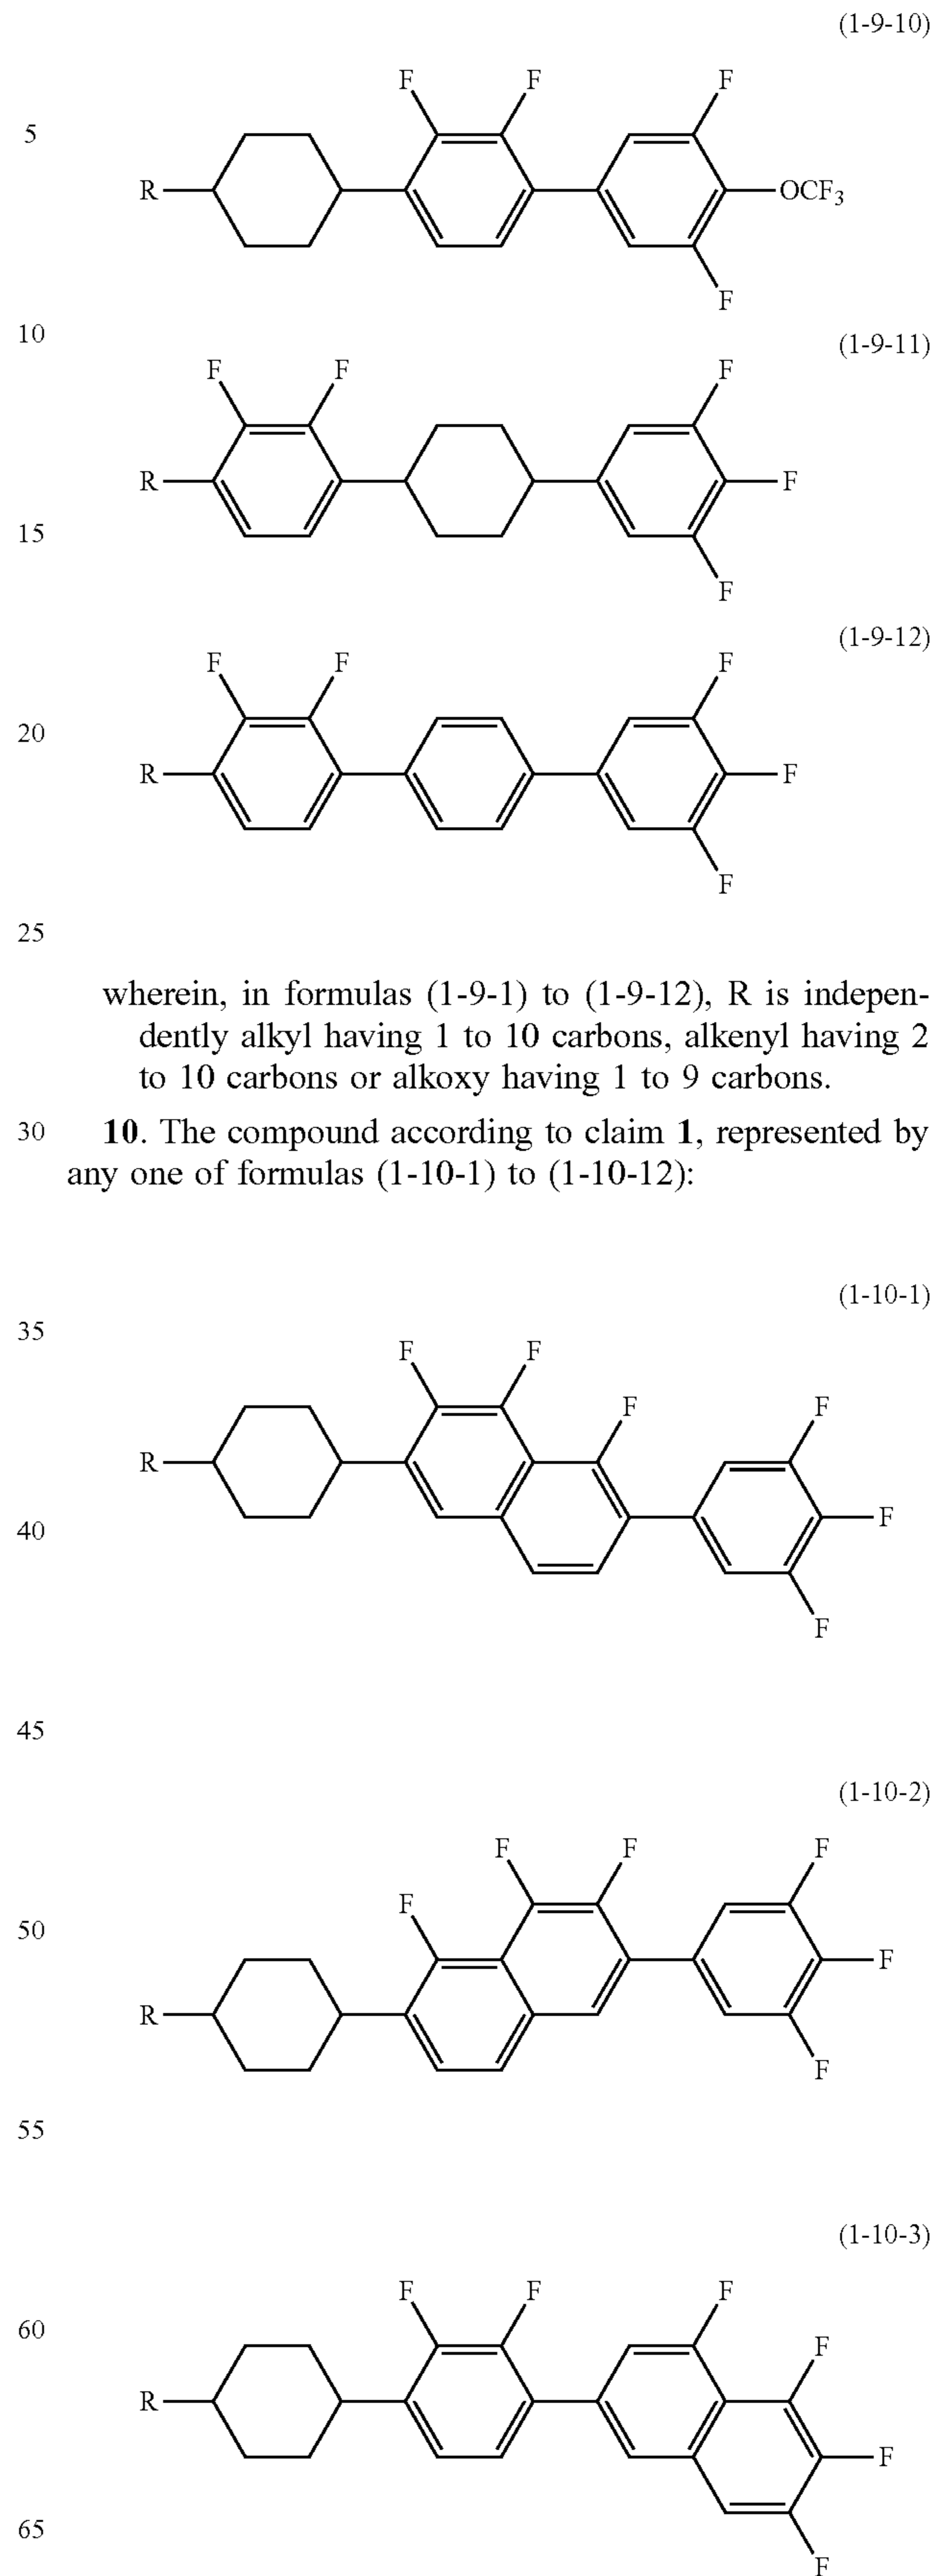 (1-9-10)
F F F
5
R OCF3
F
10
(1-9-11)
F F F
R F
15
F
(1-9-12)
F F F
20
R F
F
25
wherein, in formulas (1-9-1) to (1-9-12), R is indepen-
dently alkyl having 1 to 10 carbons, alkenyl having 2
to 10 carbons or alkoxy having 1 to 9 carbons.
30 10. The compound according to claim 1, represented by
any one of formulas (1-10-1) to (1-10-12):
(1-10-1)
35
F F
F F
R
40 F
F
45
(1-10-2)
F F F
F
50
F
R
F
55
(1-10-3)
F F F
60
F
R
F
65
F